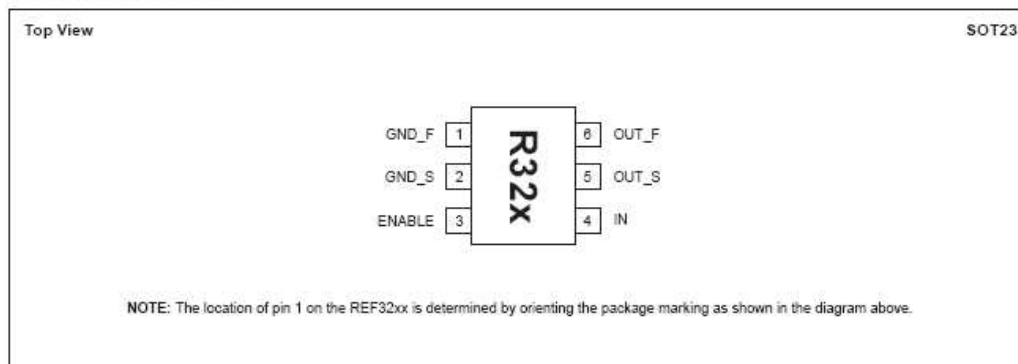 Top View SOT23
GND_F 1 6 OUT_F
GND_S 2 5 OUT_S
ENABLE 3 4 IN
R32x
NOTE: The location of pin 1 on the REF32xx is determined by orienting the package marking as shown in the diagram above.